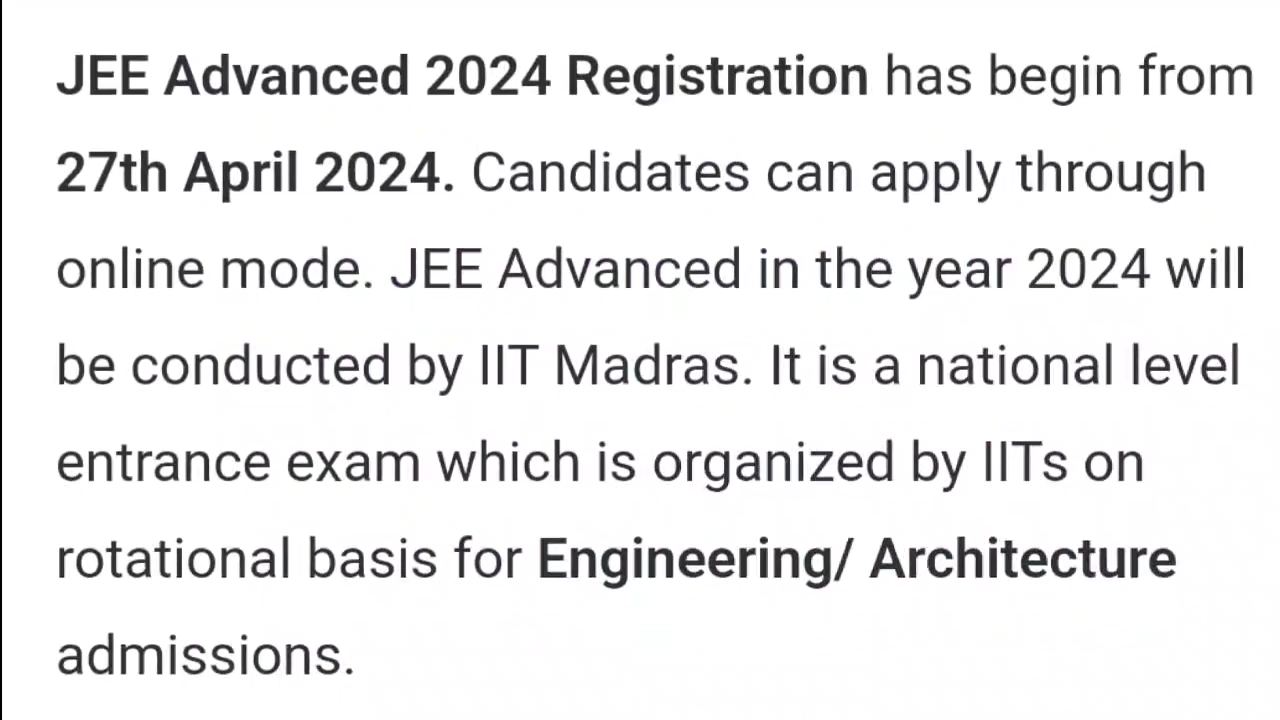 JEE Advanced 2024 Registration has begin from
27th April 2024. Candidates can apply through
online mode. JEE Advanced in the year 2024 will
be conducted by IIT Madras. It is a national level
entrance exam which is organized by IITs on
rotational basis for Engineering/ Architecture
admissions.